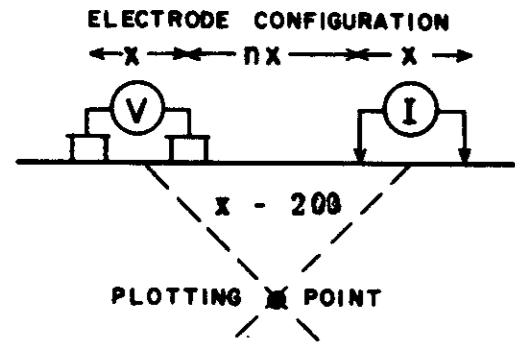 ELECTRODE CONFIGURATION
x nx x
V I
x - 200
PLOTTING POINT